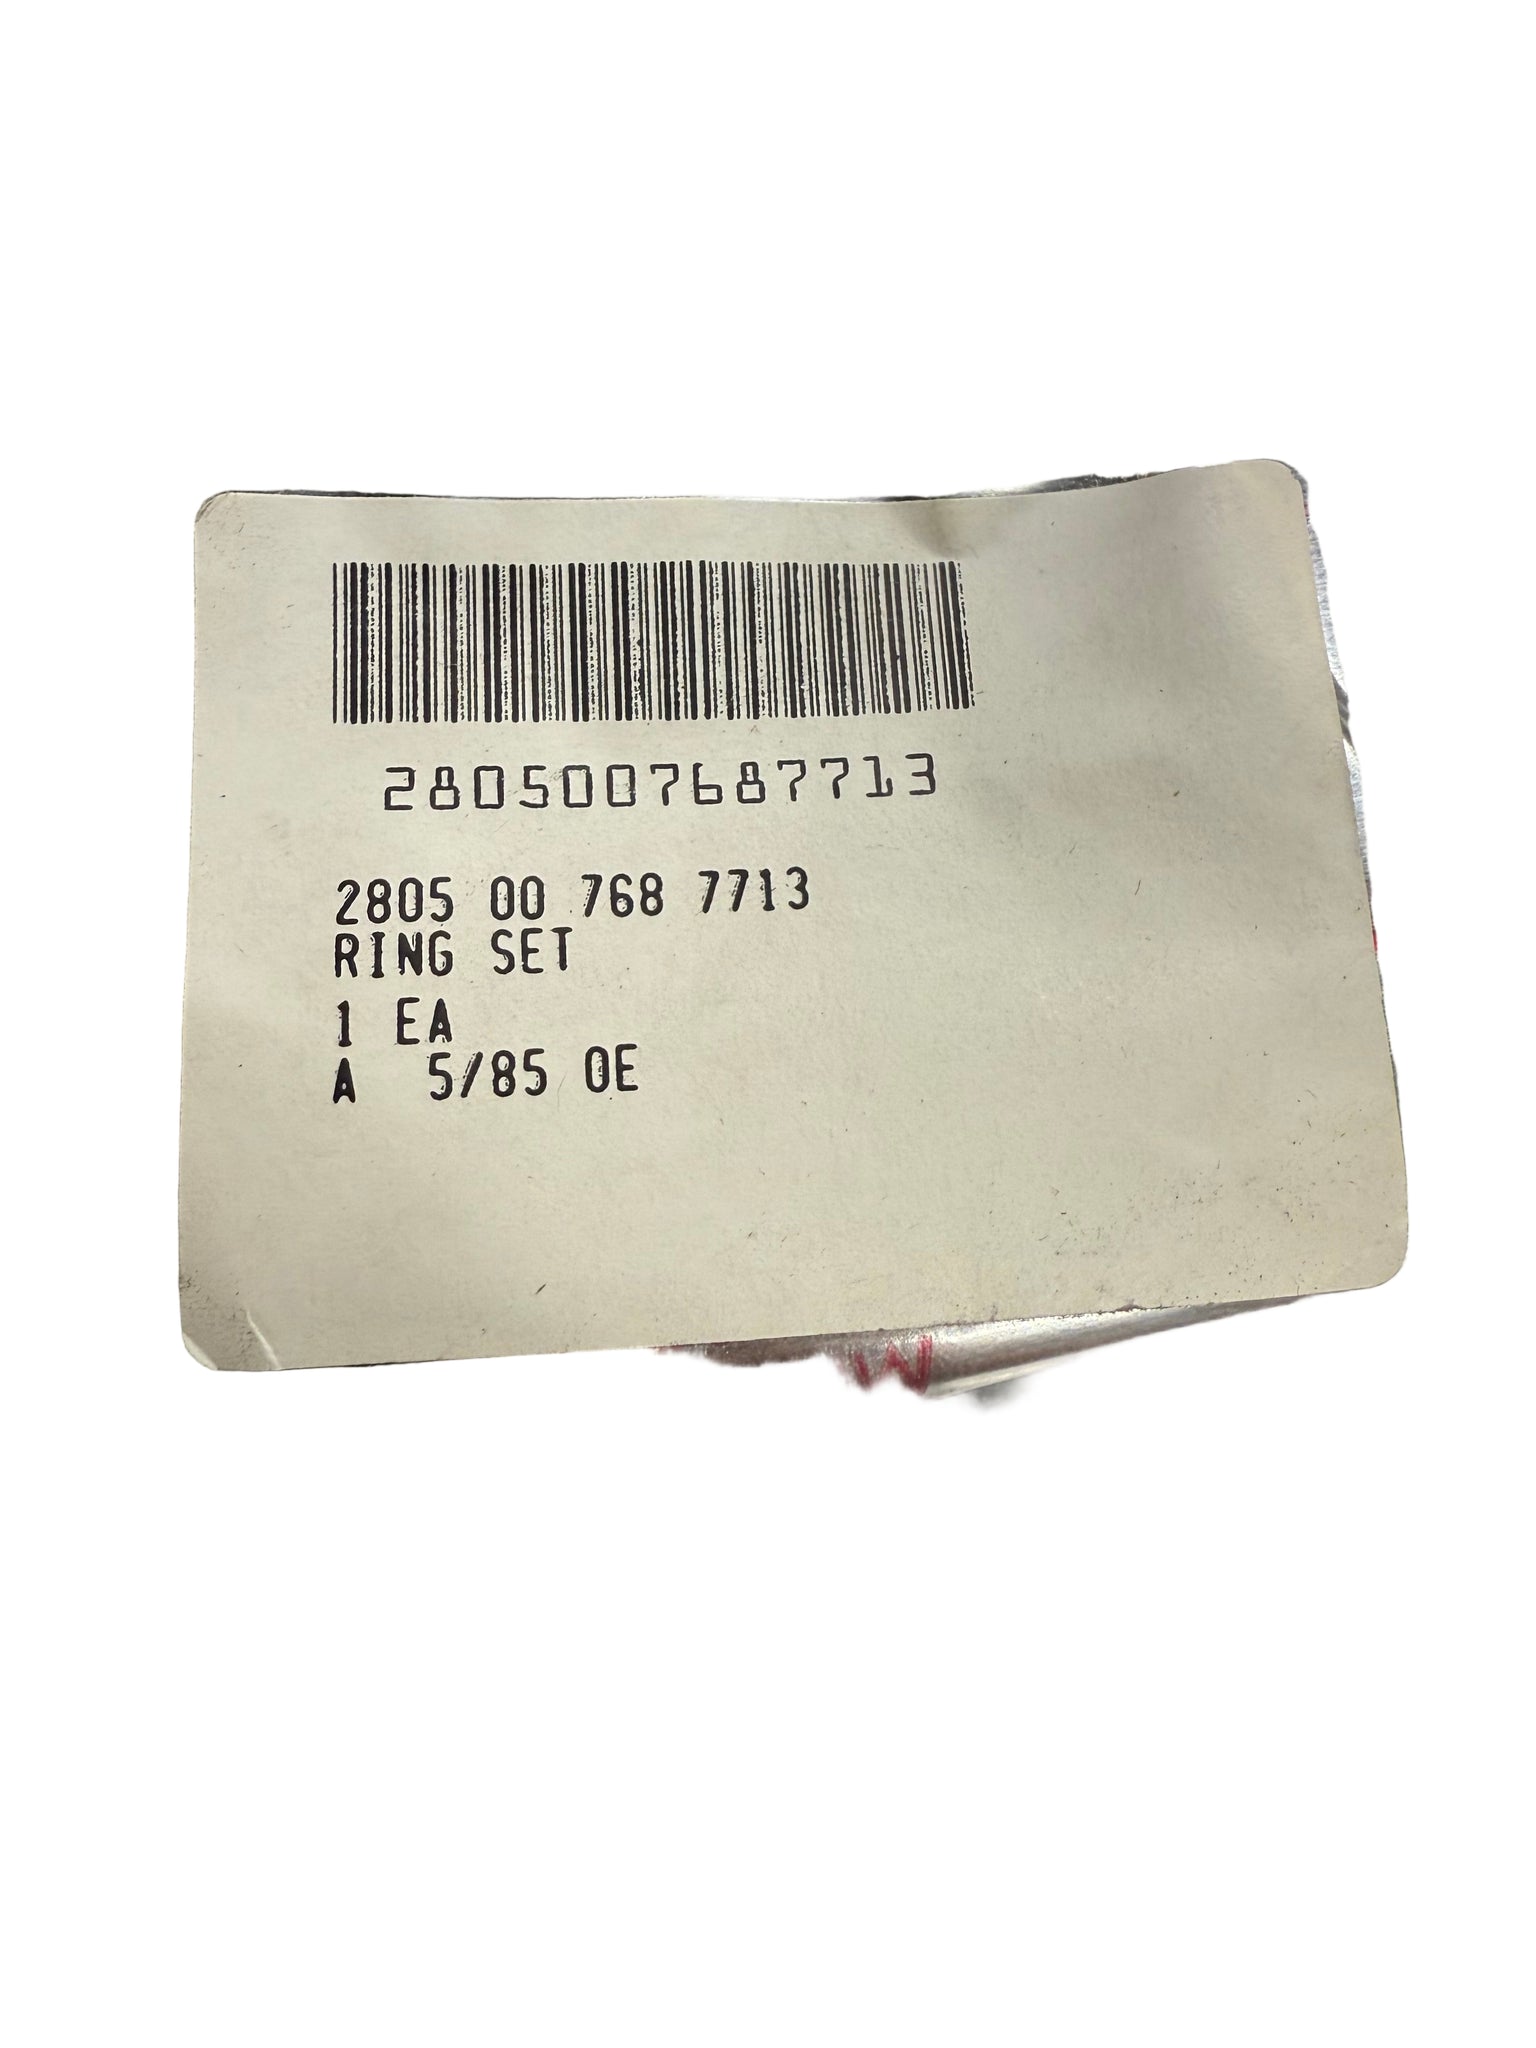 2805007687713
2805 00 768 7713
RING SET
1 EA
A 5/85 OE
W